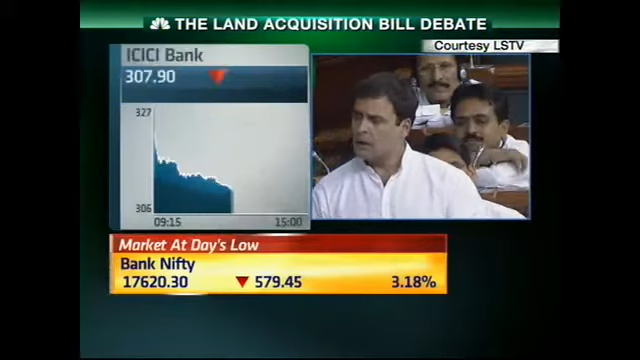 THE LAND ACQUISITION BILL DEBATE
Courtesy LSTV
ICICI Bank
307.90
327
306
09:15 15:00
Market At Day's Low
Bank Nifty
17620.30 579.45 3.18%